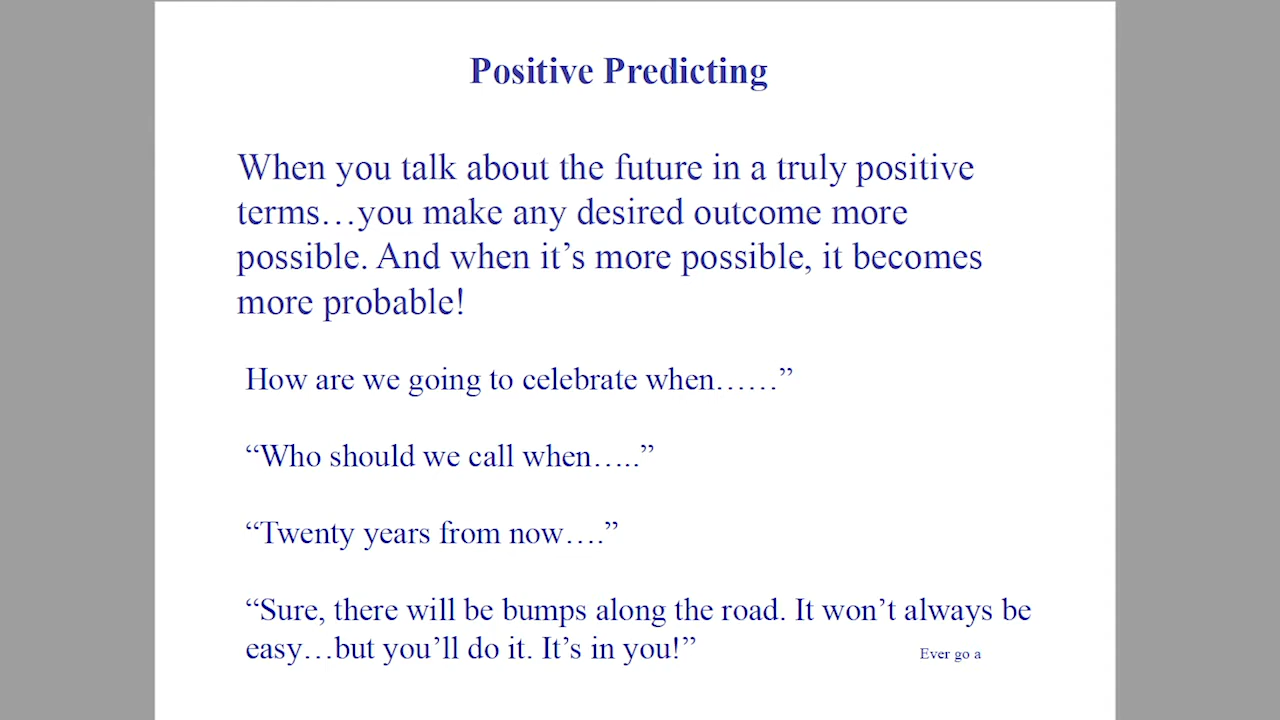 Positive Predicting
When you talk about the future in a truly positive
terms…you make any desired outcome more
possible. And when it’s more possible, it becomes
more probable!
How are we going to celebrate when……”
“Who should we call when…..”
“Twenty years from now….”
“Sure, there will be bumps along the road. It won’t always be
easy…but you’ll do it. It’s in you!”
Ever go a